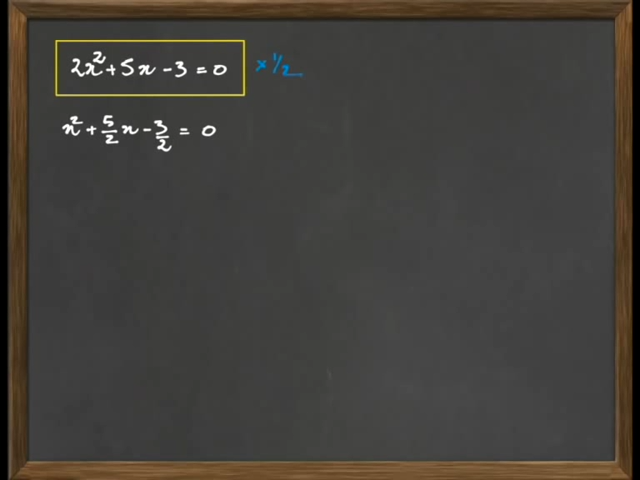 2x² + 5x - 3 = 0 × 1/2
x² + 5/2 x - 3/2 = 0